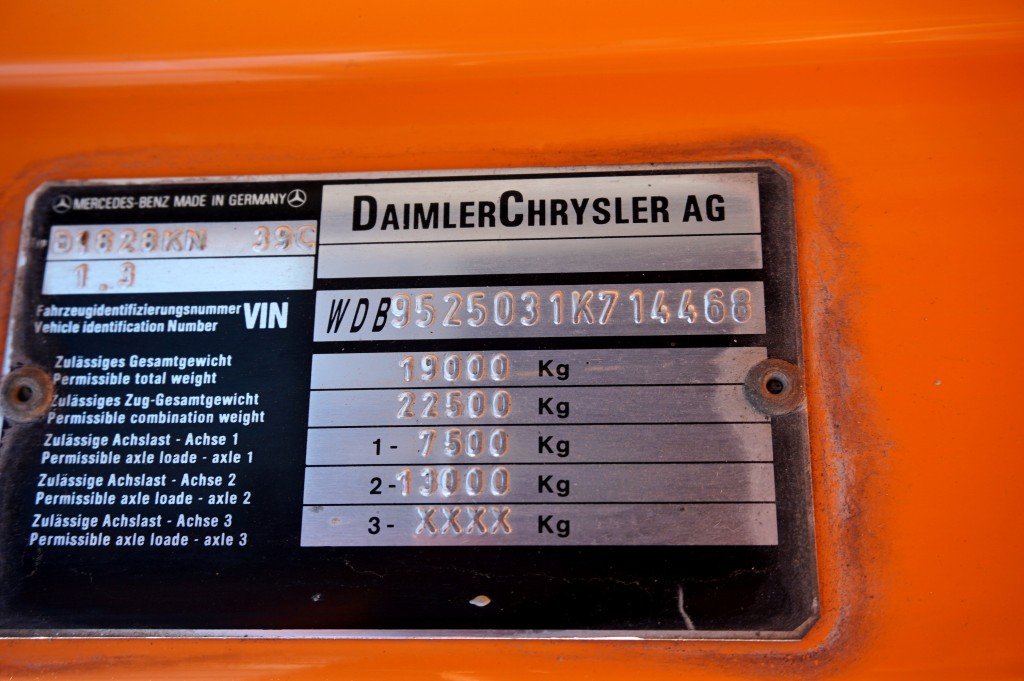 MERCEDES-BENZ MADE IN GERMANY
DAIMLERCHRYSLER AG
39C
1.3
Fahrzeugidentifizierungsnummer
Vehicle identification Number
VIN
WDB9525031K714468
Zulässiges Gesamtgewicht
Permissible total weight
19000 Kg
Zulässiges Zug-Gesamtgewicht
Permissible combination weight
22500 Kg
Zulässige Achslast - Achse 1
Permissible axle loade - axle 1
1- 7500 Kg
Zulässige Achslast - Achse 2
Permissible axle loade - axle 2
2-13000 Kg
Zulässige Achslast - Achse 3
Permissible axle loade - axle 3
3- XXXX Kg